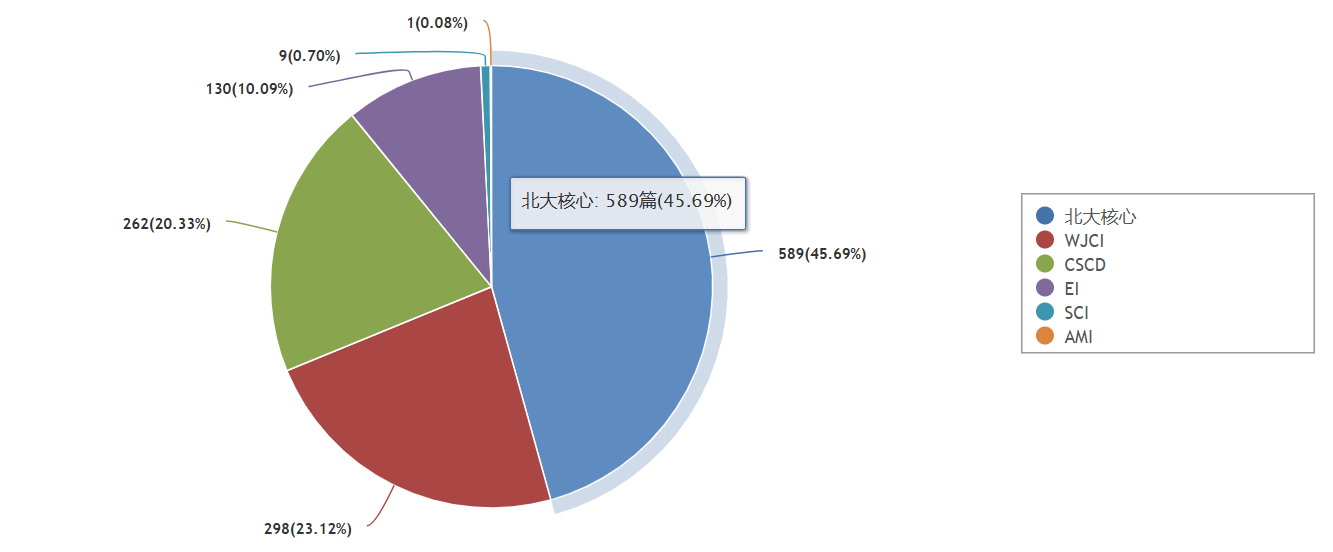 1(0.08%)
9(0.70%)
130(10.09%)
262(20.33%)
298(23.12%)
589(45.69%)
北大核心: 589篇(45.69%)
北大核心
WJCI
CSCD
EI
SCI
AMI